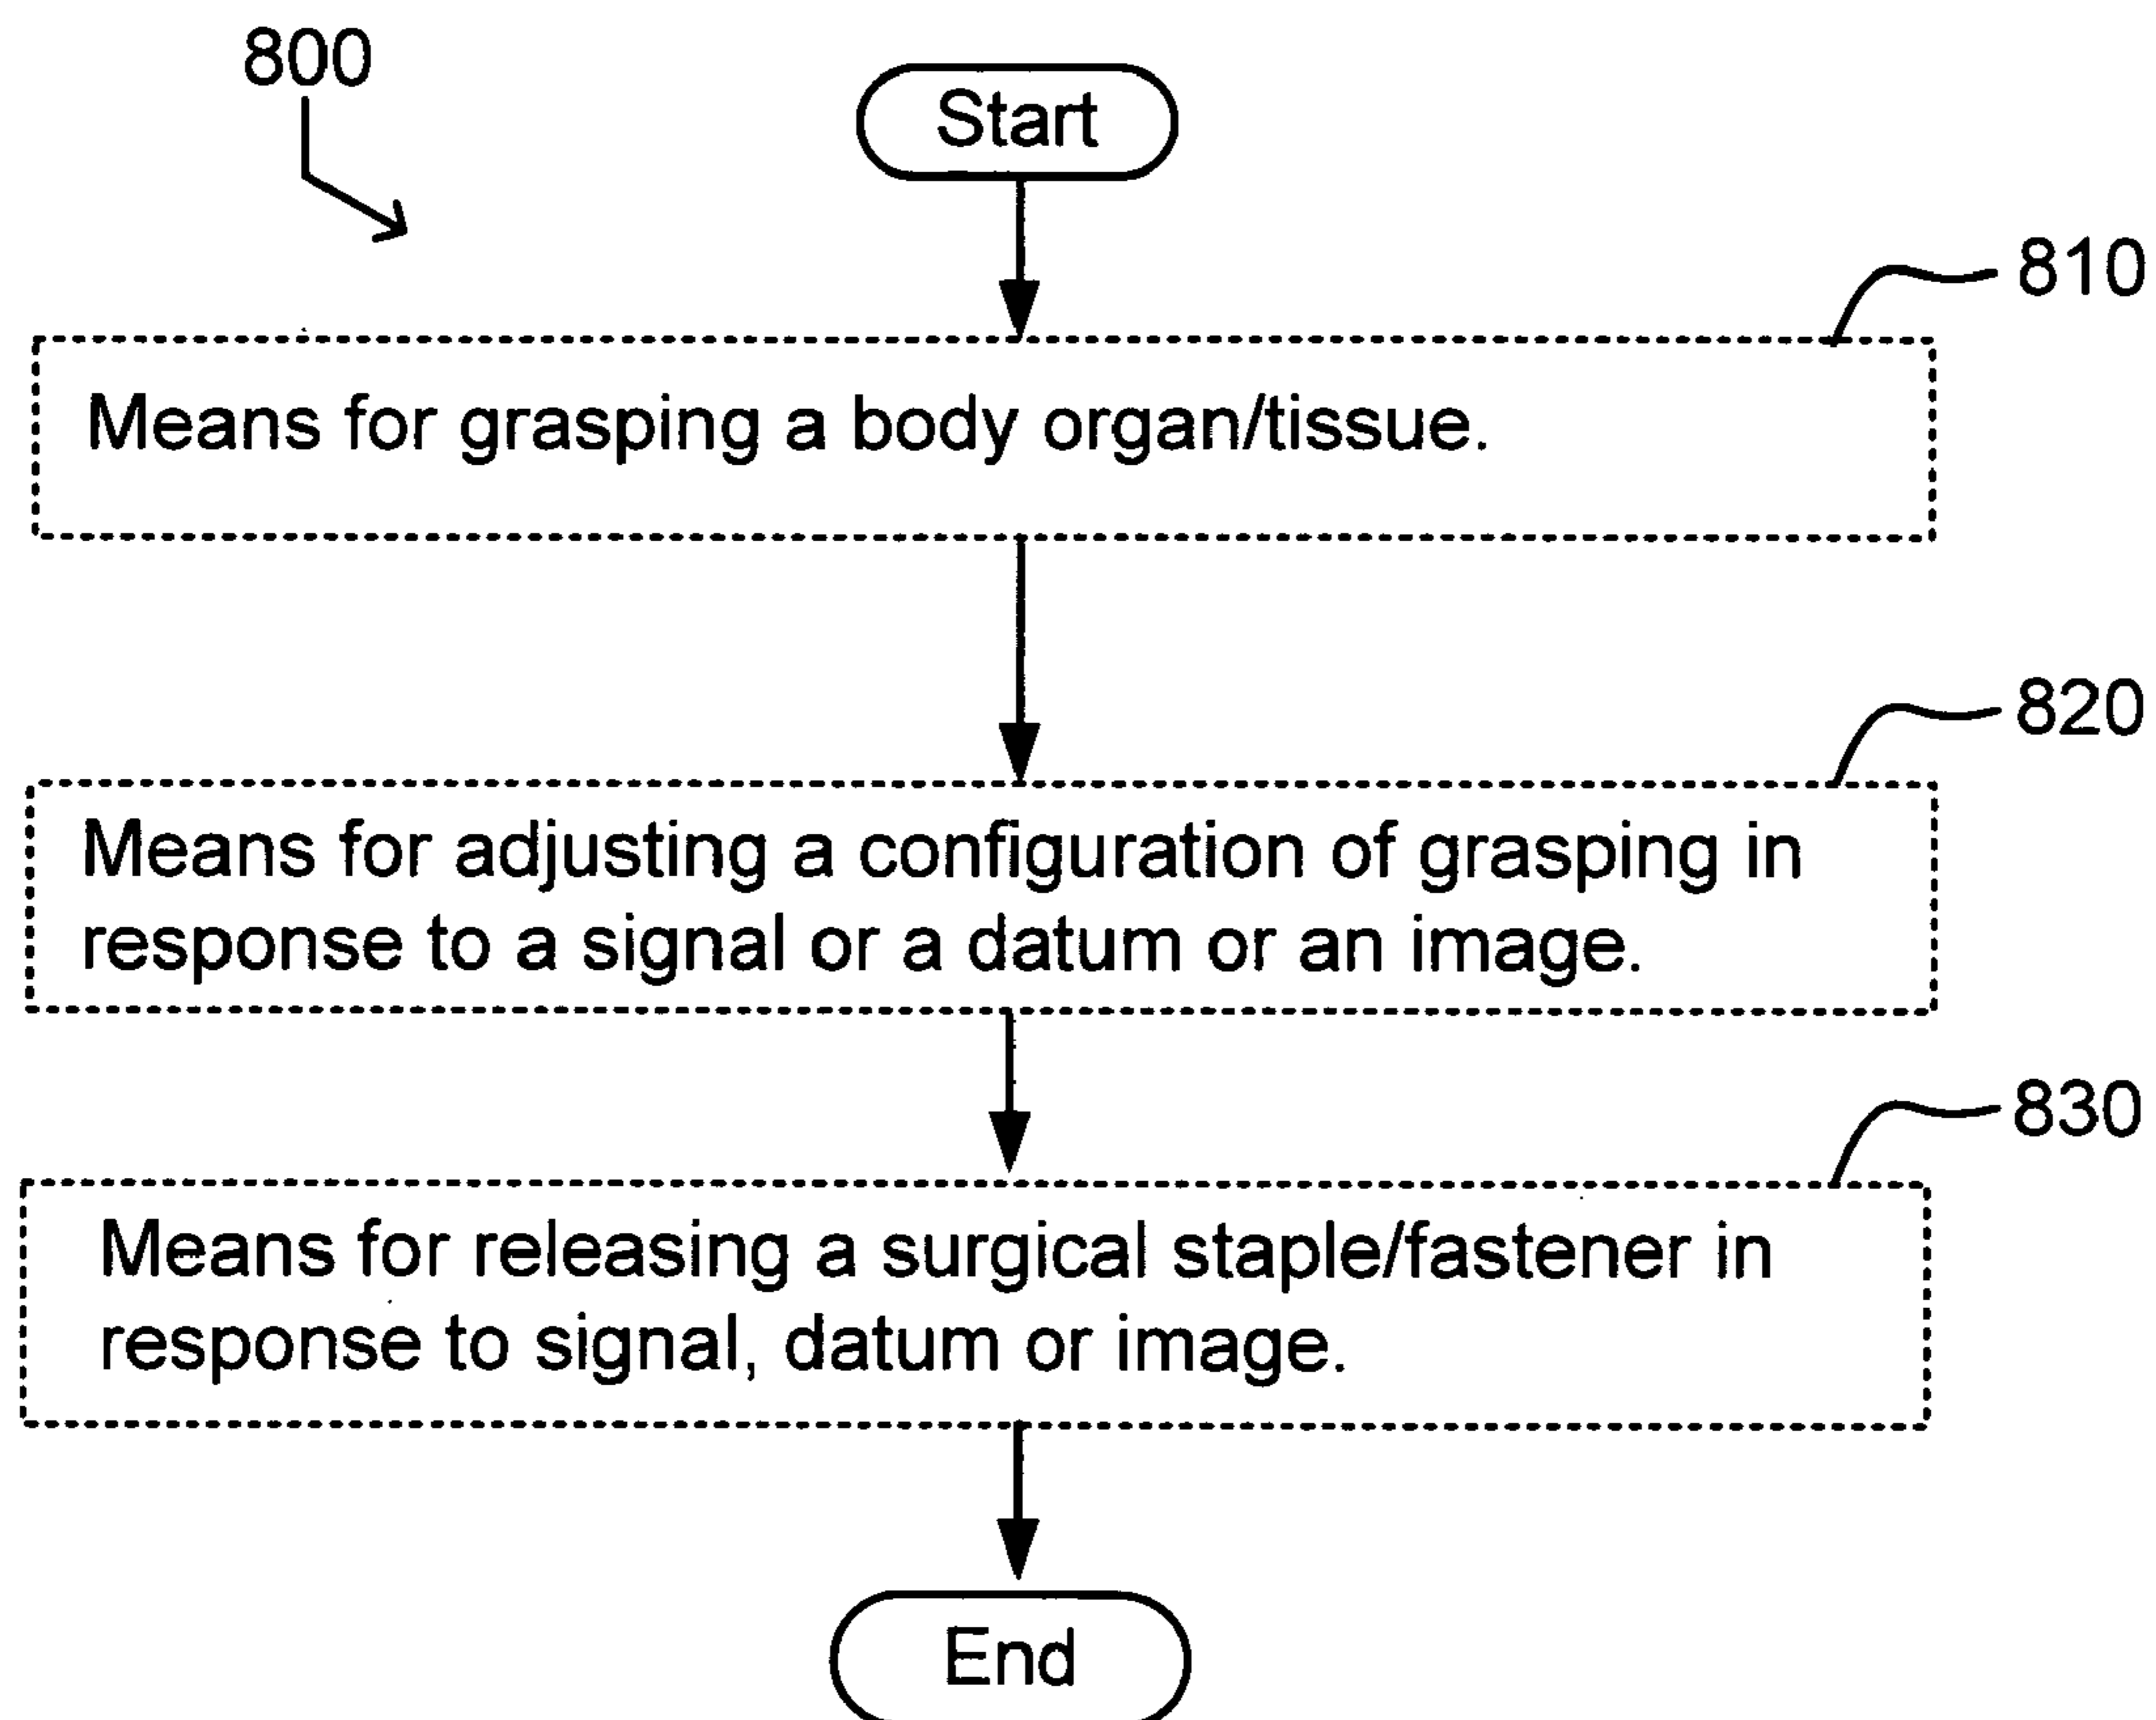 800
Start
810
Means for grasping a body organ/tissue.
820
Means for adjusting a configuration of grasping in
response to a signal or a datum or an image.
830
Means for releasing a surgical staple/fastener in
response to signal, datum or image.
End